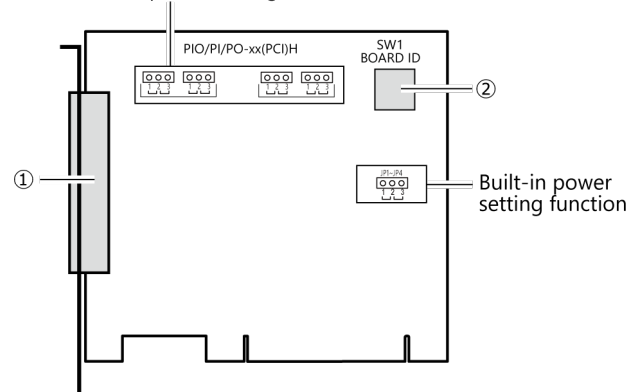 PIO/PI/PO-xx(PCI)H
SW1
BOARD ID
1 2 3
1 2 3
1 2 3
1 2 3
②
①
JP1-JP4
1 2 3
Built-in power
setting function